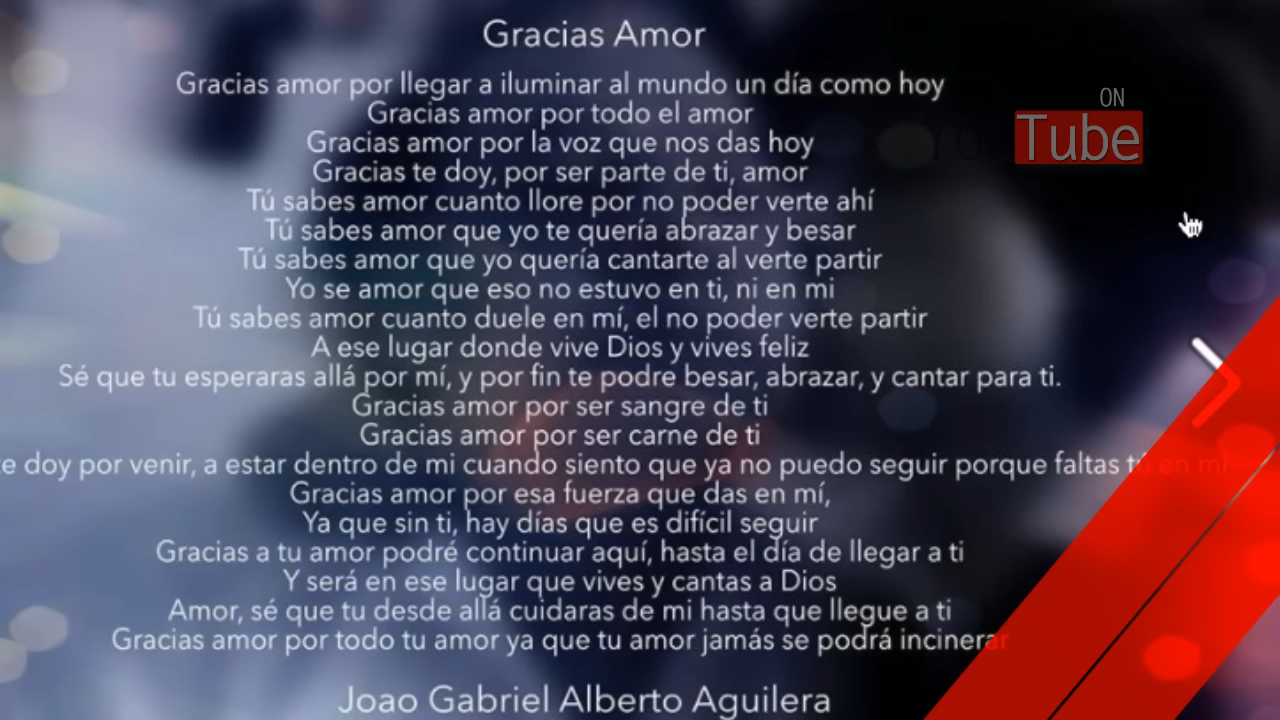 Gracias Amor
Gracias amor por llegar a iluminar al mundo un día como hoy
Gracias amor por todo el amor
Gracias amor por la voz que nos das hoy
Gracias te doy, por ser parte de ti, amor
Tú sabes amor cuanto llore por no poder verte ahí
Tú sabes amor que yo te quería abrazar y besar
Tú sabes amor que yo quería cantarte al verte partir
Yo se amor que eso no estuvo en ti, ni en mi
Tú sabes amor cuanto duele en mí, el no poder verte partir
A ese lugar donde vive Dios y vives feliz
Sé que tu esperaras allá por mí, y por fin te podre besar, abrazar, y cantar para ti.
Gracias amor por ser sangre de ti
Gracias amor por ser carne de ti
doy por venir, a estar dentro de mi cuando siento que ya no puedo seguir porque faltas tú en mi
Gracias amor por esa fuerza que das en mí,
Ya que sin ti, hay días que es difícil seguir
Gracias a tu amor podré continuar aquí, hasta el día de llegar a ti
Y será en ese lugar que vives y cantas a Dios
Amor, sé que tu desde allá cuidaras de mi hasta que llegue a ti
Gracias amor por todo tu amor ya que tu amor jamás se podrá incinerar
Joao Gabriel Alberto Aguilera
ON
YouTube